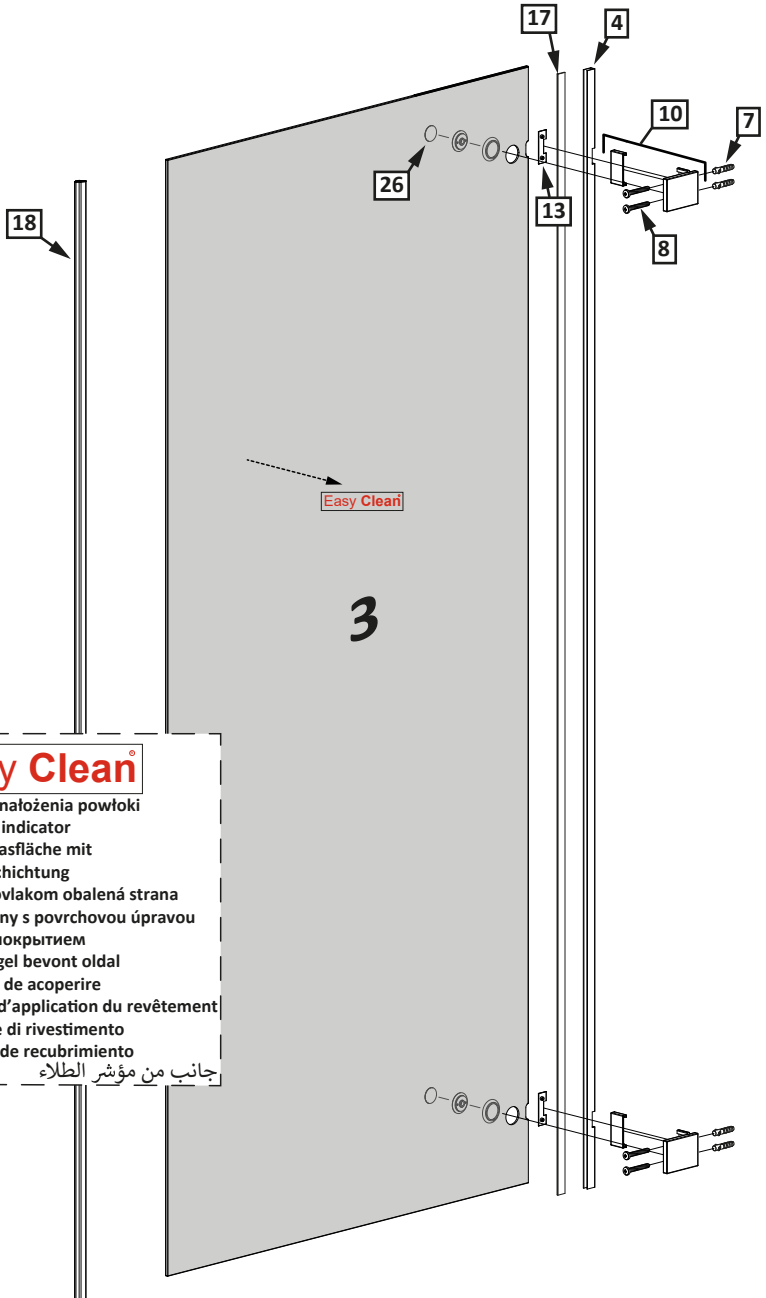 17
4
10
7
26
13
8
18
Easy Clean
3
y Clean®
nałożenia powłoki
indicator
asfläche mit
chichtung
ovlakom obalená strana
ny s povrchovou úpravou
покрытием
gel bevont oldal
de acoperire
d'application du revêtement
e di rivestimento
de recubrimiento
جانب من مؤشر الطلاء